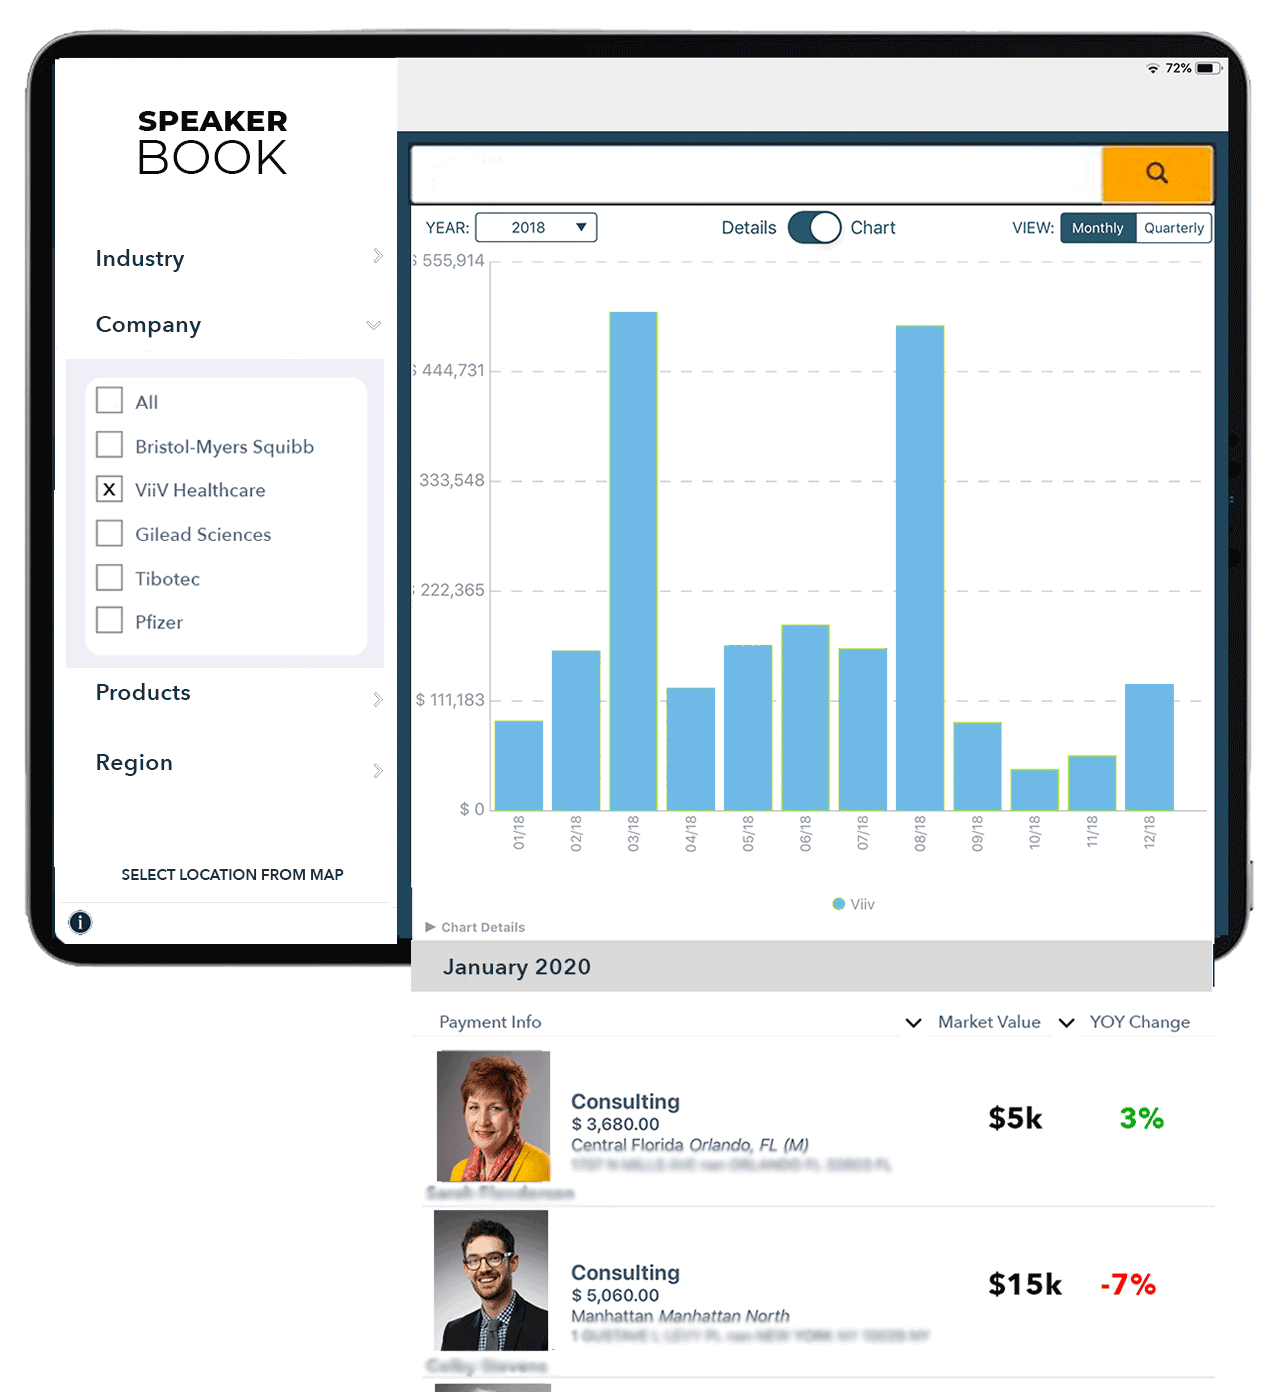 72%
SPEAKER
BOOK
Industry
Company
All
Bristol-Myers Squibb
X ViiV Healthcare
Gilead Sciences
Tibotec
Pfizer
Products
Region
SELECT LOCATION FROM MAP
i
YEAR: 2018 ▼ Details Chart VIEW: Monthly Quarterly
$ 555,914
$ 444,731
333,548
$ 222,365
$ 111,183
$ 0
01/18 02/18 03/18 04/18 05/18 06/18 07/18 08/18 09/18 10/18 11/18 12/18
Viiv
▶ Chart Details
January 2020
Payment Info Market Value YOY Change
Consulting
$ 3,680.00
Central Florida Orlando, FL (M)
$5k 3%
Consulting
$ 5,060.00
Manhattan Manhattan North
$15k -7%